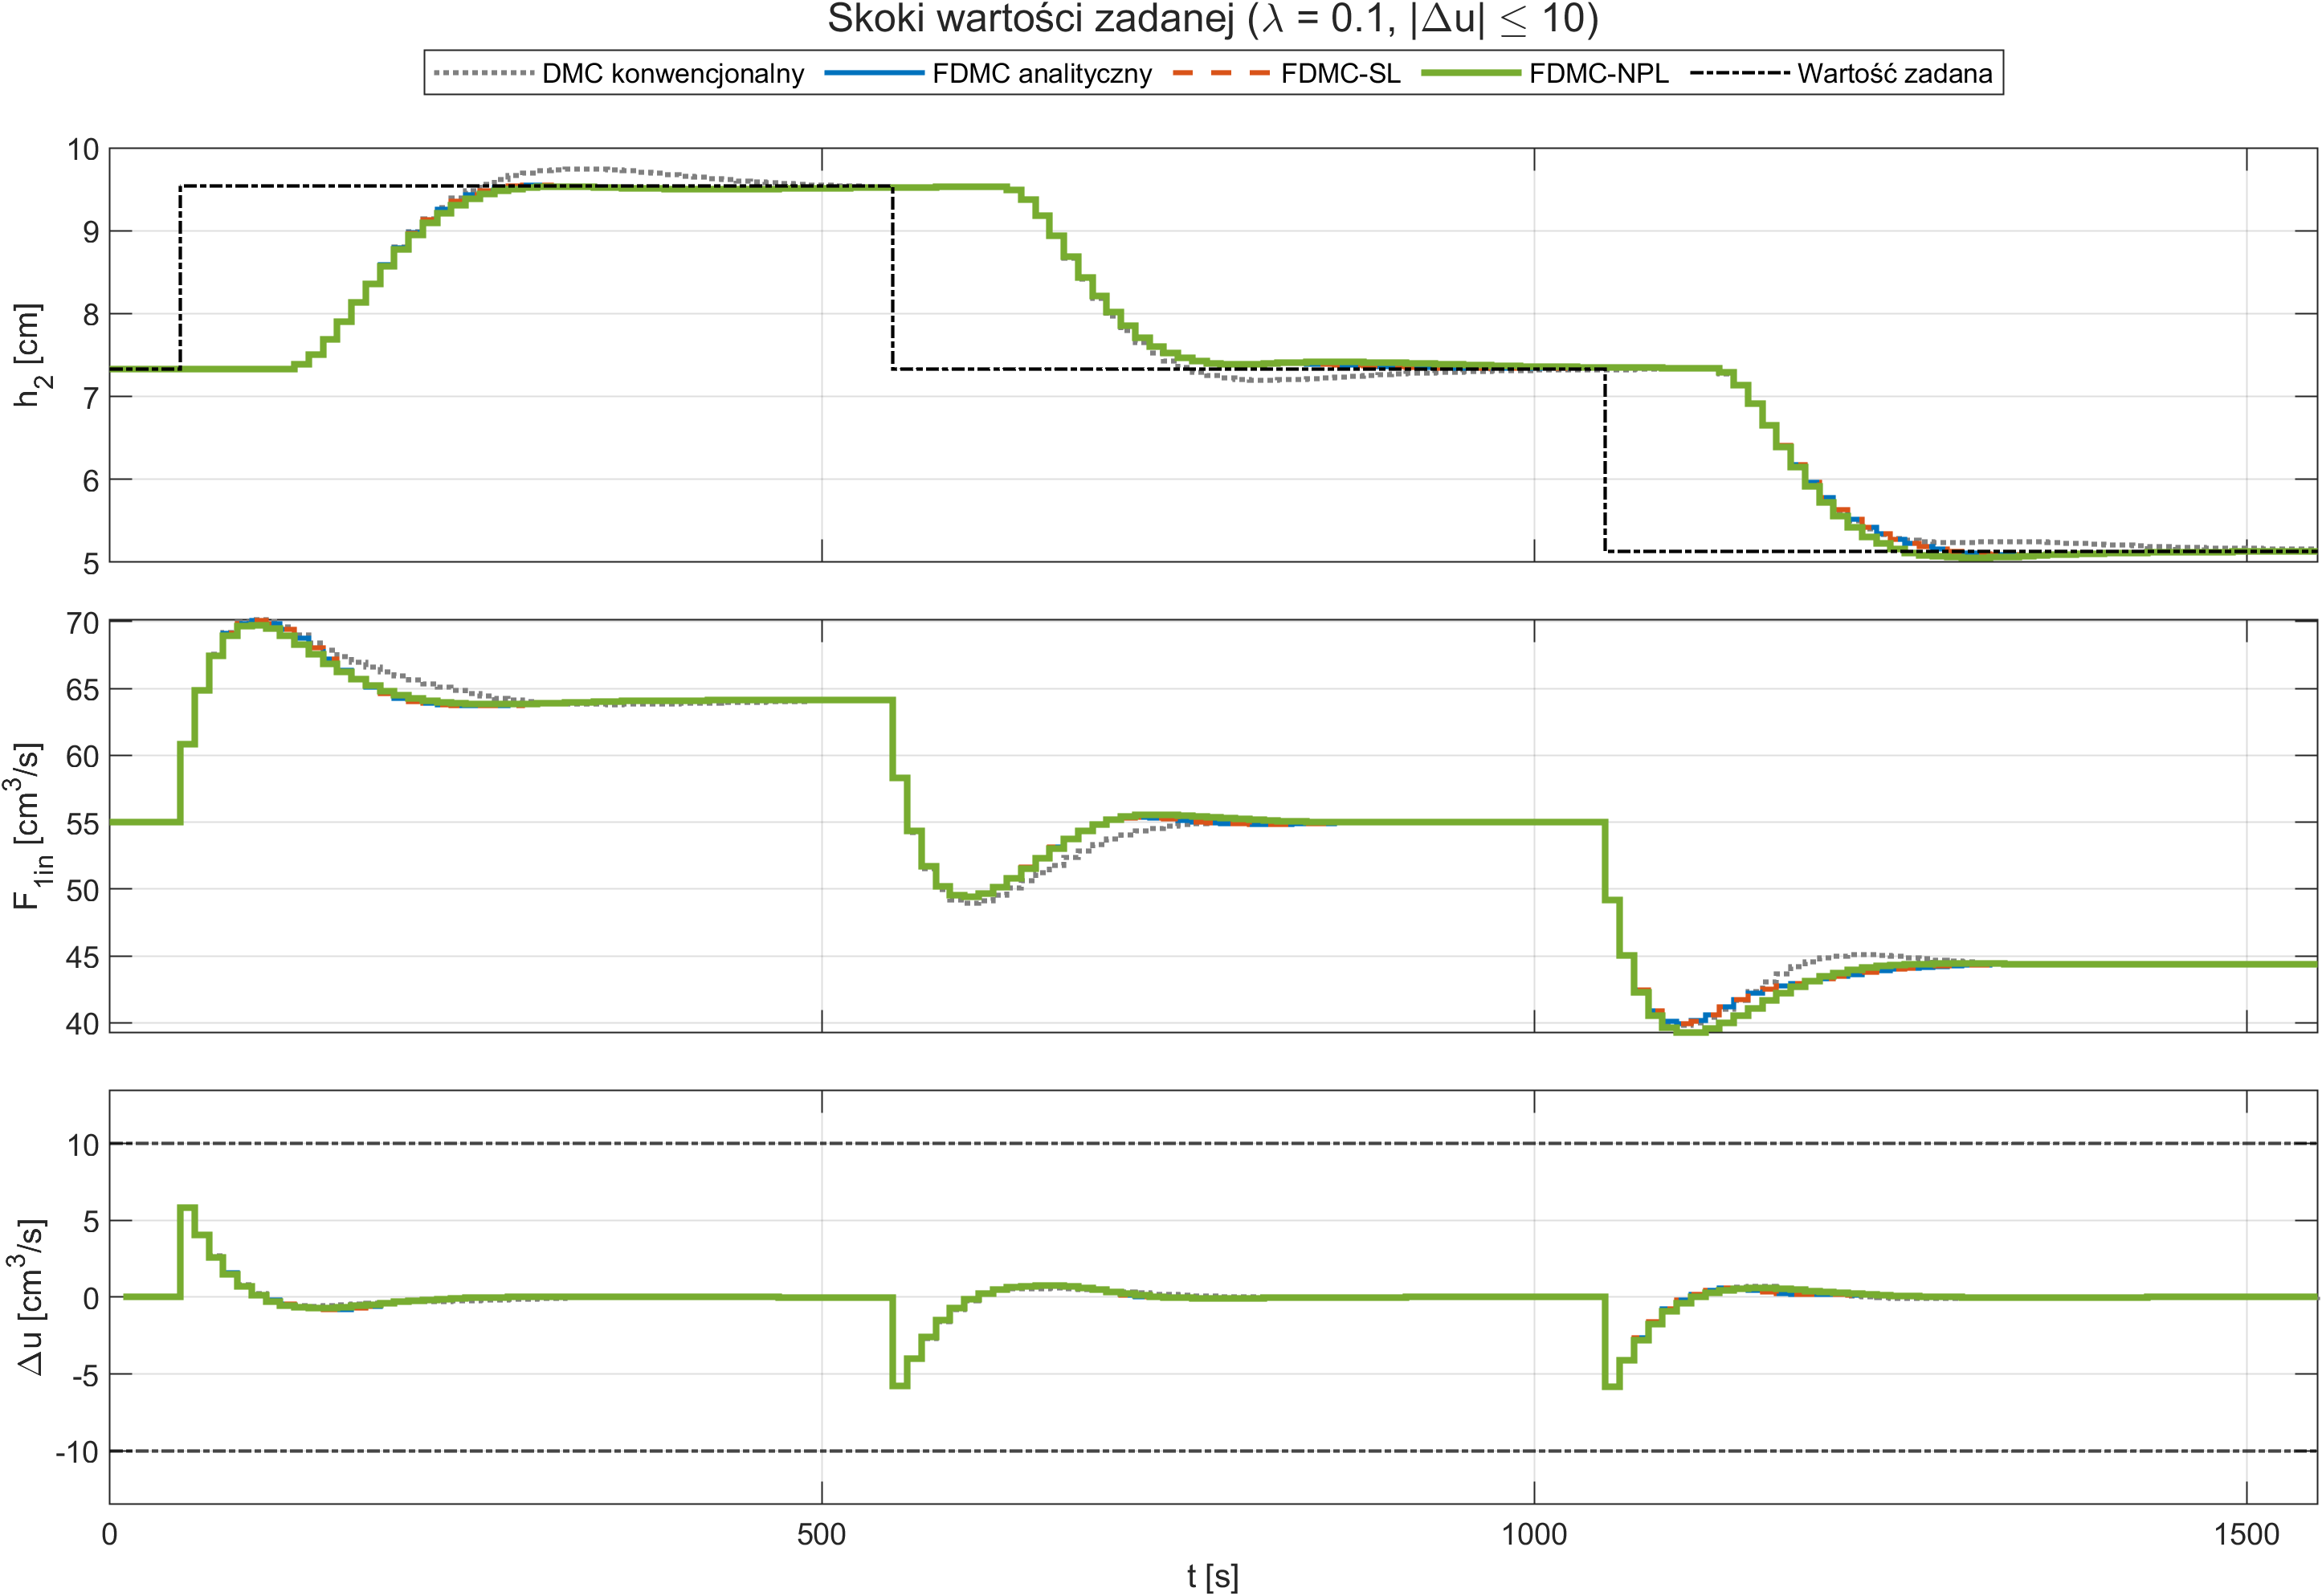 Skoki wartości zadanej (λ = 0.1, |Δu| ≤ 10)
DMC konwencjonalny FDMC analityczny FDMC-SL FDMC-NPL Wartość zadana
10
9
8
7
6
5
h₂ [cm]
70
65
60
55
50
45
40
F₁ᵢₙ [cm³/s]
10
5
0
-5
-10
Δu [cm³/s]
0 500 1000 1500
t [s]